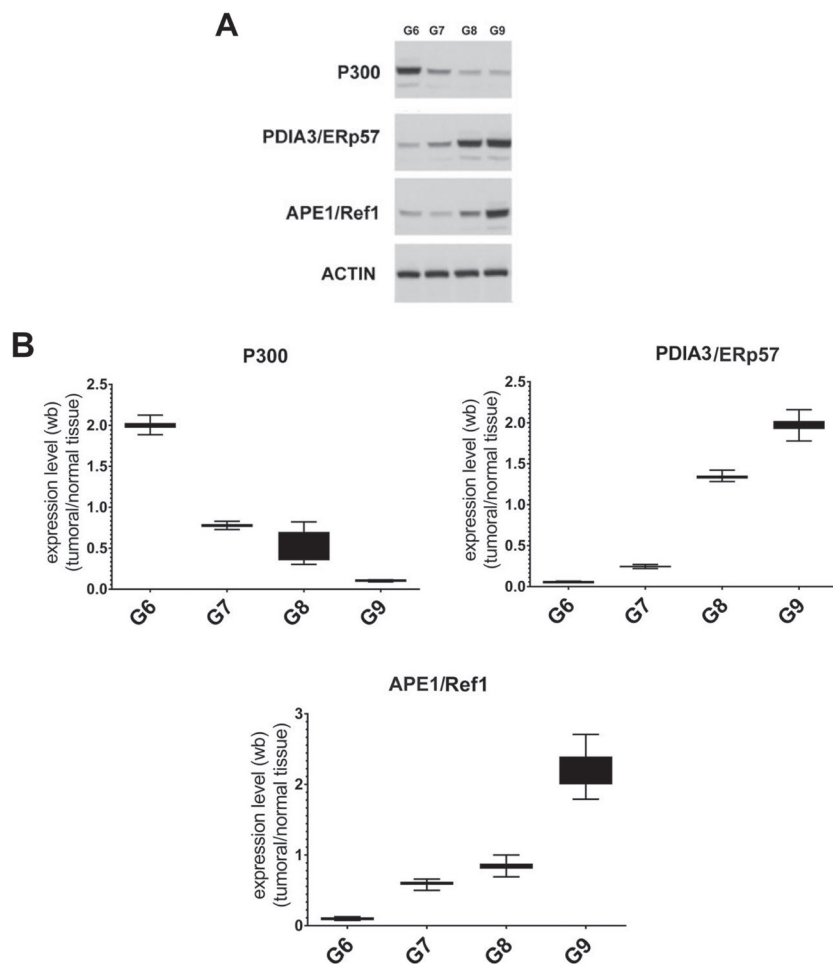 A
G6 G7 G8 G9
P300
PDIA3/ERp57
APE1/Ref1
ACTIN
B
P300
expression level (wb)
(tumoral/normal tissue)
2.5
2.0
1.5
1.0
0.5
0.0
G6 G7 G8 G9
PDIA3/ERp57
expression level (wb)
(tumoral/normal tissue)
2.5
2.0
1.5
1.0
0.5
0.0
G6 G7 G8 G9
APE1/Ref1
expression level (wb)
(tumoral/normal tissue)
3
2
1
0
G6 G7 G8 G9